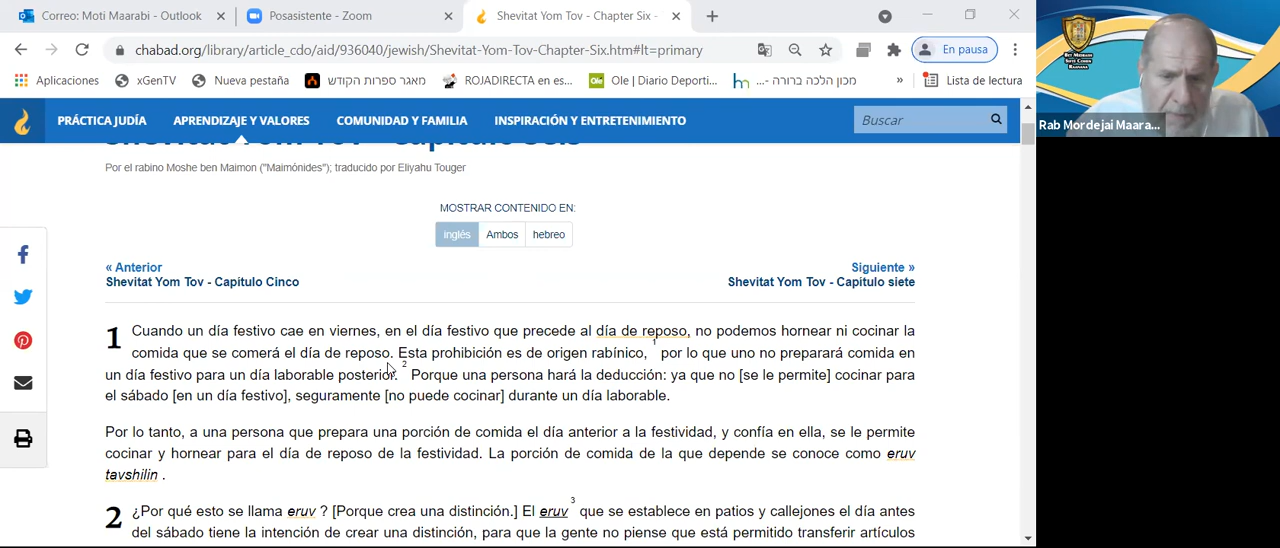 Correo: Moti Maarabi - Outlook
Posasistente - Zoom
Shevitat Yom Tov - Chapter Six -
chabad.org/library/article_cdo/aid/936040/jewish/Shevitat-Yom-Tov-Chapter-Six.htm#lt=primary
En pausa
Aplicaciones
xGenTV
Nueva pestaña
מאגר ספרות הקודש
ROJADIRECTA en es...
Ole
Ole | Diario Deporti...
מכון הלכה ברורה -...
»
Lista de lectura
Rab Mordejai Maara...
PRÁCTICA JUDÍA
APRENDIZAJE Y VALORES
COMUNIDAD Y FAMILIA
INSPIRACIÓN Y ENTRETENIMIENTO
Buscar
Shevitat Yom Tov - Capítulo Seis
Por el rabino Moshe ben Maimon ("Maimónides"); traducido por Eliyahu Touger
MOSTRAR CONTENIDO EN:
inglés
Ambos
hebreo
« Anterior
Shevitat Yom Tov - Capítulo Cinco
Siguiente »
Shevitat Yom Tov - Capítulo siete
1 Cuando un día festivo cae en viernes, en el día festivo que precede al día de reposo, no podemos hornear ni cocinar la
comida que se comerá el día de reposo. Esta prohibición es de origen rabínico, 1 por lo que uno no preparará comida en
un día festivo para un día laborable posterior. 2 Porque una persona hará la deducción: ya que no [se le permite] cocinar para
el sábado [en un día festivo], seguramente [no puede cocinar] durante un día laborable.
Por lo tanto, a una persona que prepara una porción de comida el día anterior a la festividad, y confía en ella, se le permite
cocinar y hornear para el día de reposo de la festividad. La porción de comida de la que depende se conoce como eruv
tavshilin .
2 ¿Por qué esto se llama eruv ? [Porque crea una distinción.] El eruv 3 que se establece en patios y callejones el día antes
del sábado tiene la intención de crear una distinción, para que la gente no piense que está permitido transferir artículos